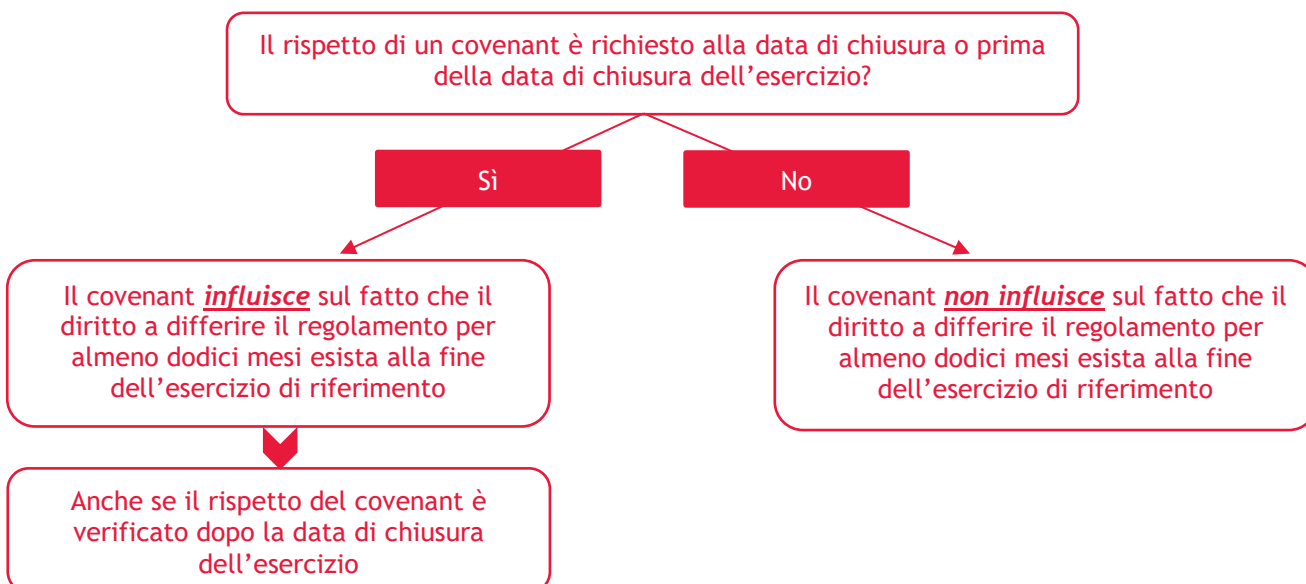 Il rispetto di un covenant è richiesto alla data di chiusura o prima
della data di chiusura dell’esercizio?
Sì
No
Il covenant influisce sul fatto che il
diritto a differire il regolamento per
almeno dodici mesi esista alla fine
dell’esercizio di riferimento
Il covenant non influisce sul fatto che il
diritto a differire il regolamento per
almeno dodici mesi esista alla fine
dell’esercizio di riferimento
Anche se il rispetto del covenant è
verificato dopo la data di chiusura
dell’esercizio